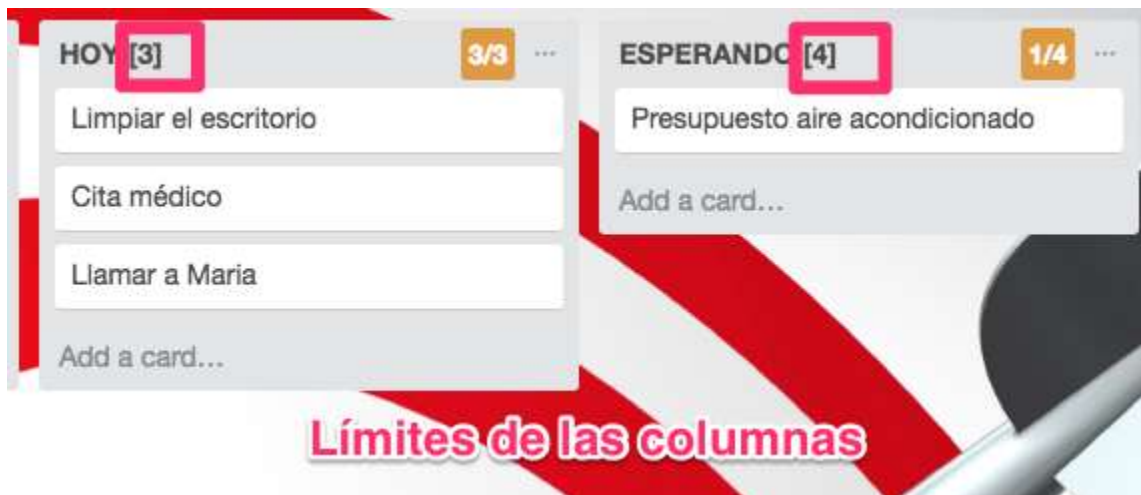 HOY [3]
3/3
...
Limpiar el escritorio
Cita médico
Llamar a Maria
Add a card...
ESPERANDO [4]
1/4
...
Presupuesto aire acondicionado
Add a card...
Límites de las columnas